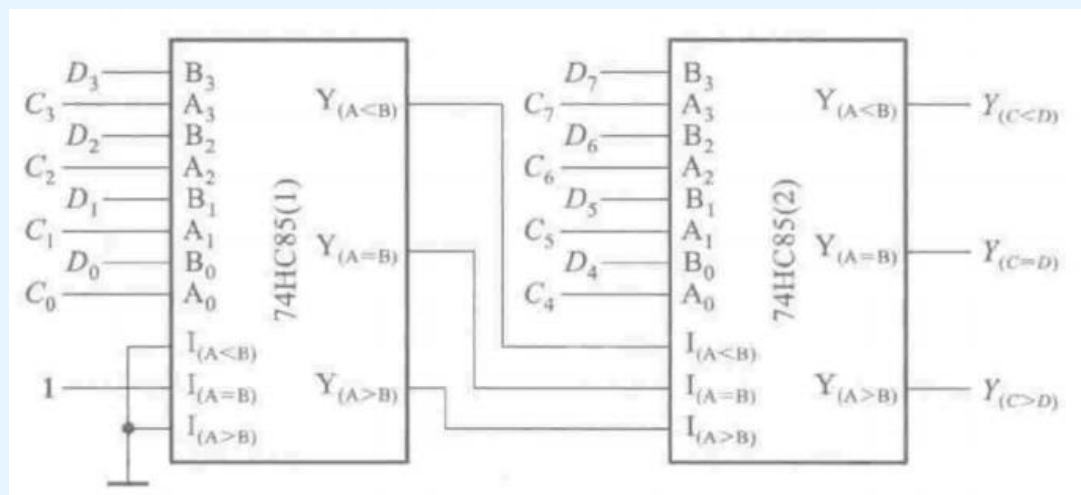 D₃ B₃ D₇ B₃
C₃ A₃ Y(A<B) C₇ A₃ Y(A<B) Y(C<D)
D₂ B₂ D₆ B₂
C₂ A₂ C₆ A₂
D₁ B₁ D₅ B₁
C₁ A₁ Y(A=B) C₅ A₁ Y(A=B) Y(C=D)
D₀ B₀ D₄ B₀
C₀ A₀ C₄ A₀
74HC85(1) 74HC85(2)
I(A<B) I(A<B)
1 I(A=B) Y(A>B) I(A=B) Y(A>B) Y(C>D)
I(A>B) I(A>B)